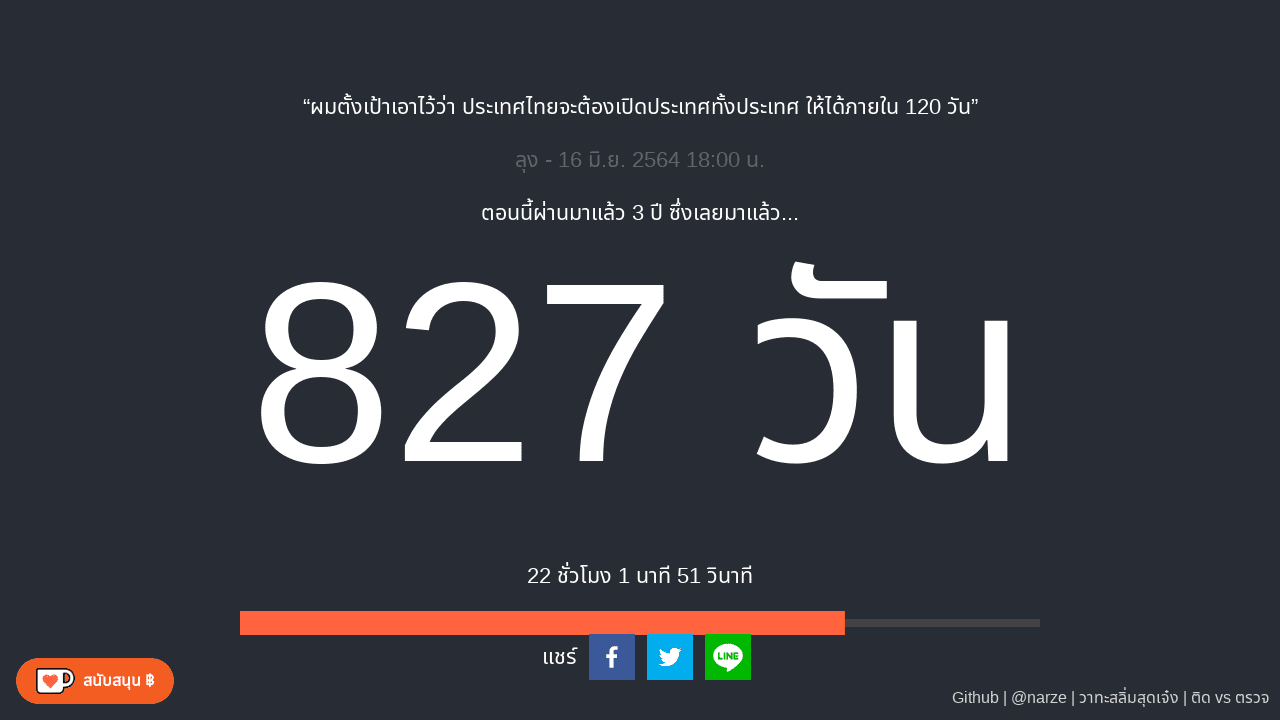 “ผมตั้งเป้าเอาไว้ว่า ประเทศไทยจะต้องเปิดประเทศทั้งประเทศ ให้ได้ภายใน 120 วัน”
ลุง - 16 มิ.ย. 2564 18:00 น.
ตอนนี้ผ่านมาแล้ว 3 ปี ซึ่งเลยมาแล้ว...
827 วัน
22 ชั่วโมง 1 นาที 51 วินาที
แชร์ LINE
สนับสนุน ฿
Github | @narze | วาทะสลิ่มสุดเจ๋ง | ติด vs ตรวจ